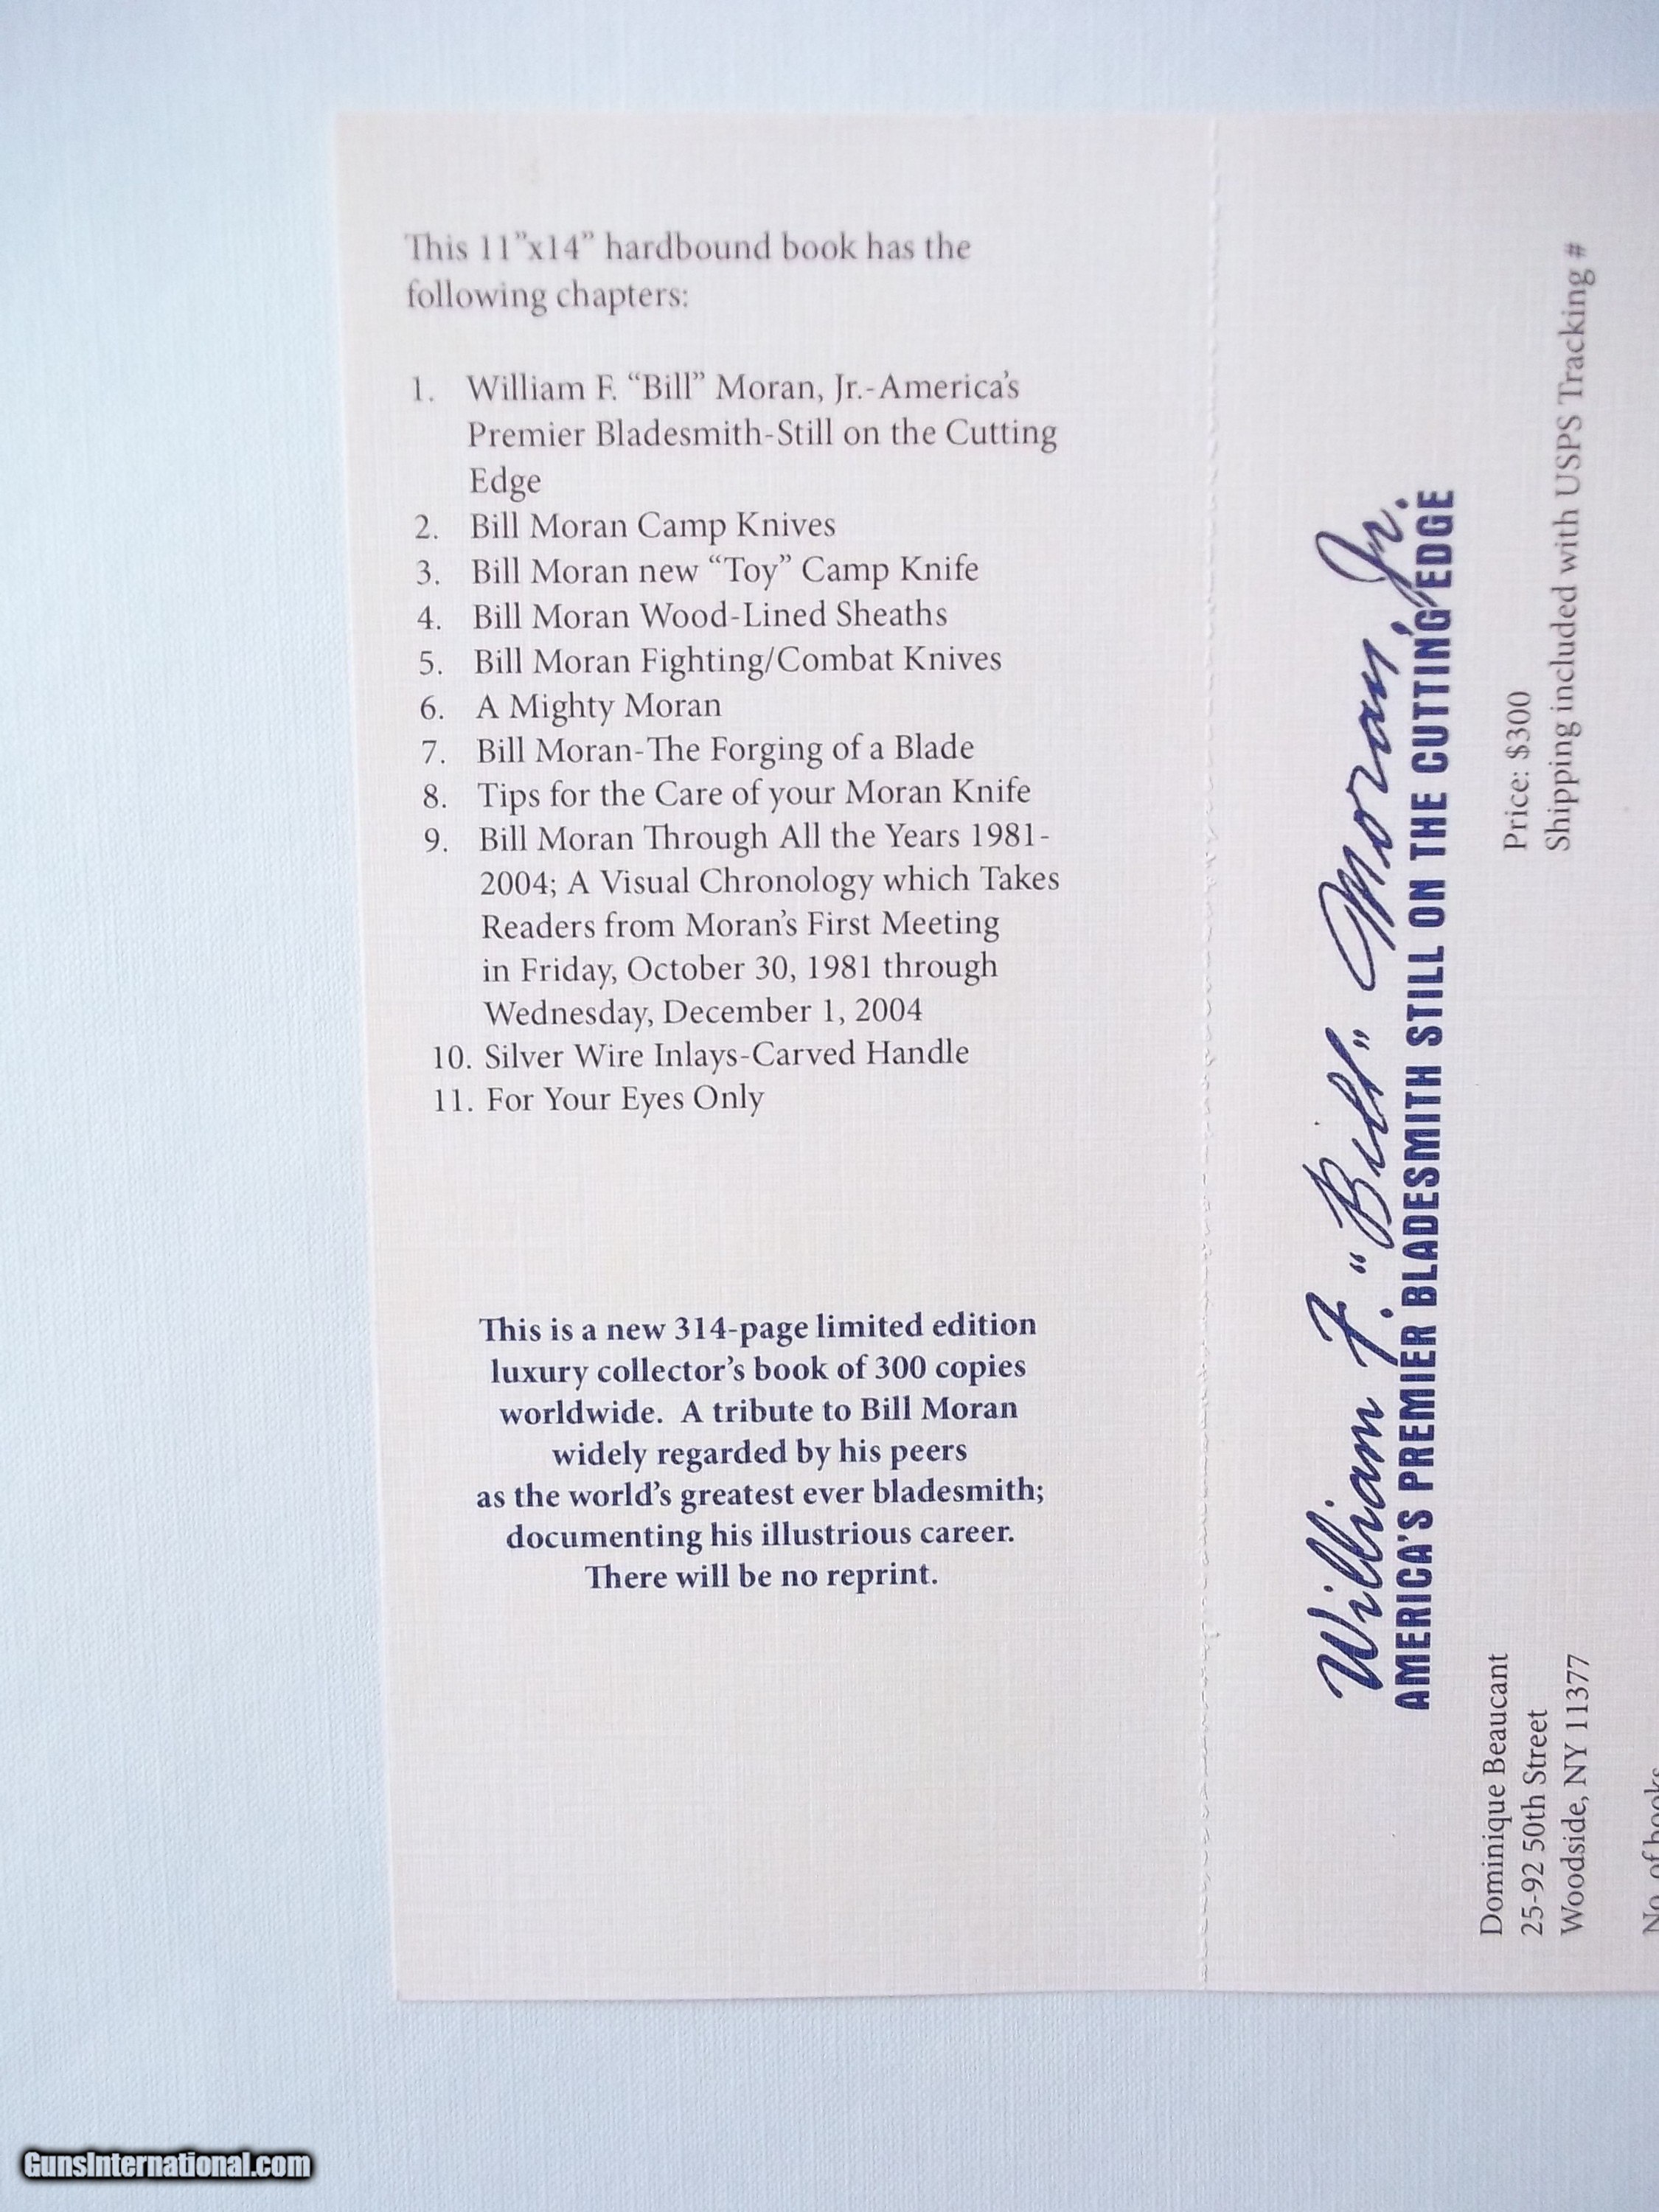 This 11”x14” hardbound book has the
following chapters:
1. William F. “Bill” Moran, Jr.-America’s
Premier Bladesmith-Still on the Cutting
Edge
2. Bill Moran Camp Knives
3. Bill Moran new “Toy” Camp Knife
4. Bill Moran Wood-Lined Sheaths
5. Bill Moran Fighting/Combat Knives
6. A Mighty Moran
7. Bill Moran-The Forging of a Blade
8. Tips for the Care of your Moran Knife
9. Bill Moran Through All the Years 1981-
2004; A Visual Chronology which Takes
Readers from Moran’s First Meeting
in Friday, October 30, 1981 through
Wednesday, December 1, 2004
10. Silver Wire Inlays-Carved Handle
11. For Your Eyes Only
This is a new 314-page limited edition
luxury collector’s book of 300 copies
worldwide. A tribute to Bill Moran
widely regarded by his peers
as the world’s greatest ever bladesmith;
documenting his illustrious career.
There will be no reprint.
William F. “Bill” Moran, Jr.
AMERICA’S PREMIER BLADESMITH STILL ON THE CUTTING EDGE
Dominique Beaucant
25-92 50th Street
Woodside, NY 11377
Price: $300
Shipping included with USPS Tracking #
No. of books
GunsInternational.com